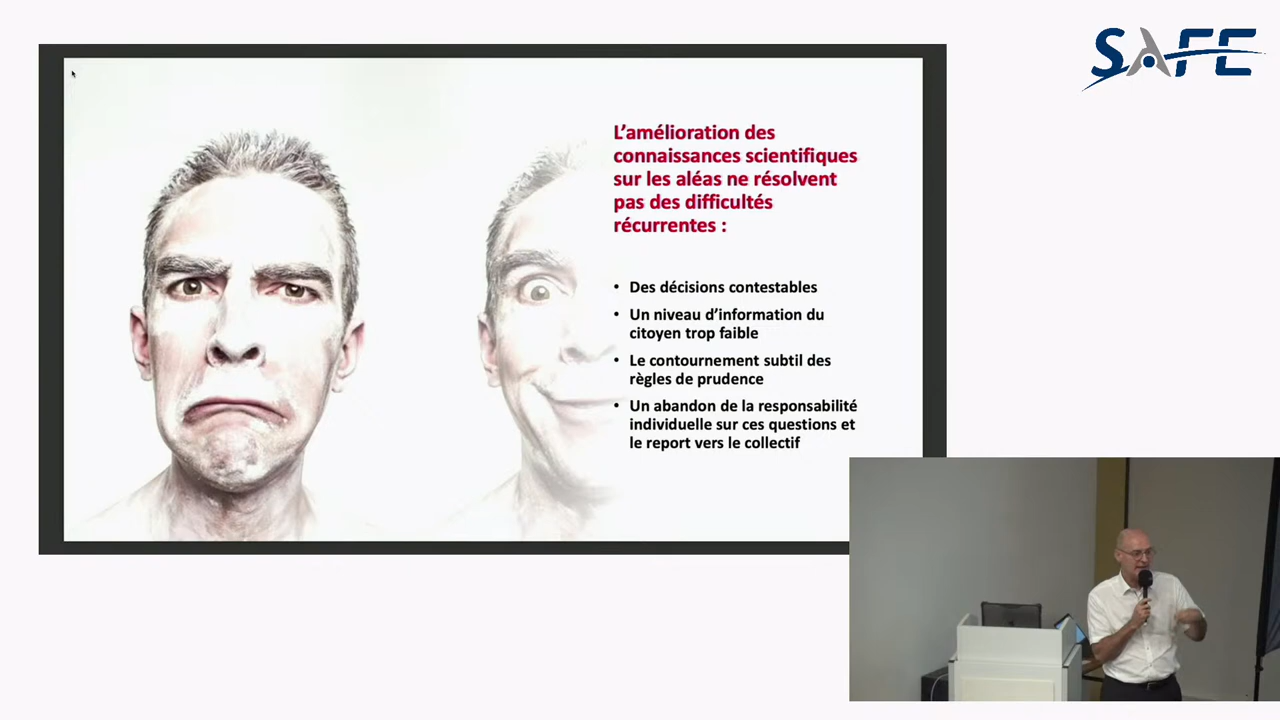 SAFE
L’amélioration des
connaissances scientifiques
sur les aléas ne résolvent
pas des difficultés
récurrentes :
• Des décisions contestables
• Un niveau d’information du
citoyen trop faible
• Le contournement subtil des
règles de prudence
• Un abandon de la responsabilité
individuelle sur ces questions et
le report vers le collectif